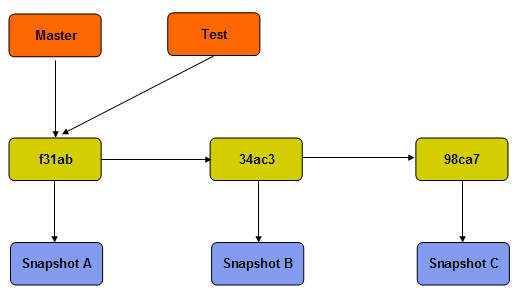 Master
Test
f31ab
34ac3
98ca7
Snapshot A
Snapshot B
Snapshot C